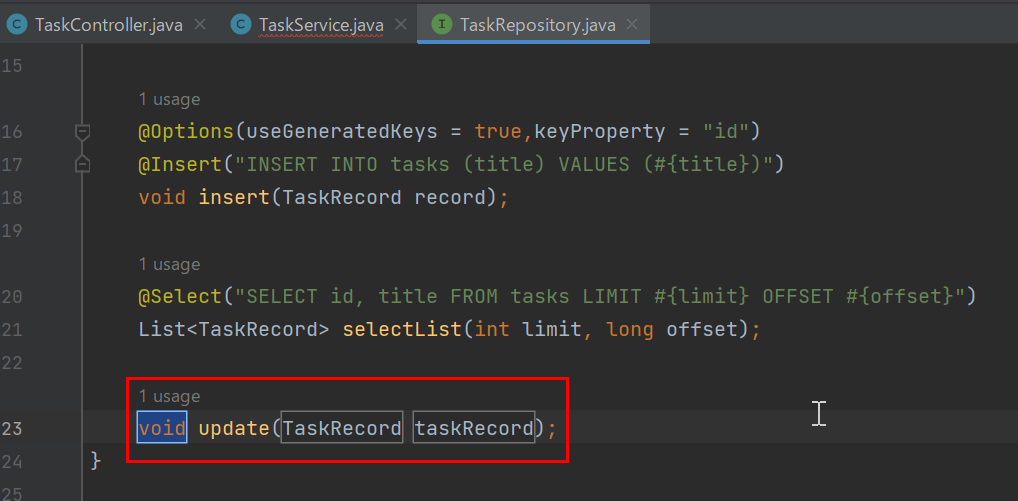 TaskController.java TaskService.java TaskRepository.java
15
1 usage
16 @Options(useGeneratedKeys = true,keyProperty = "id")
17 @Insert("INSERT INTO tasks (title) VALUES (#{title})")
18 void insert(TaskRecord record);
19
1 usage
20 @Select("SELECT id, title FROM tasks LIMIT #{limit} OFFSET #{offset}")
21 List<TaskRecord> selectList(int limit, long offset);
22
1 usage
23 void update(TaskRecord taskRecord);
24 }
25